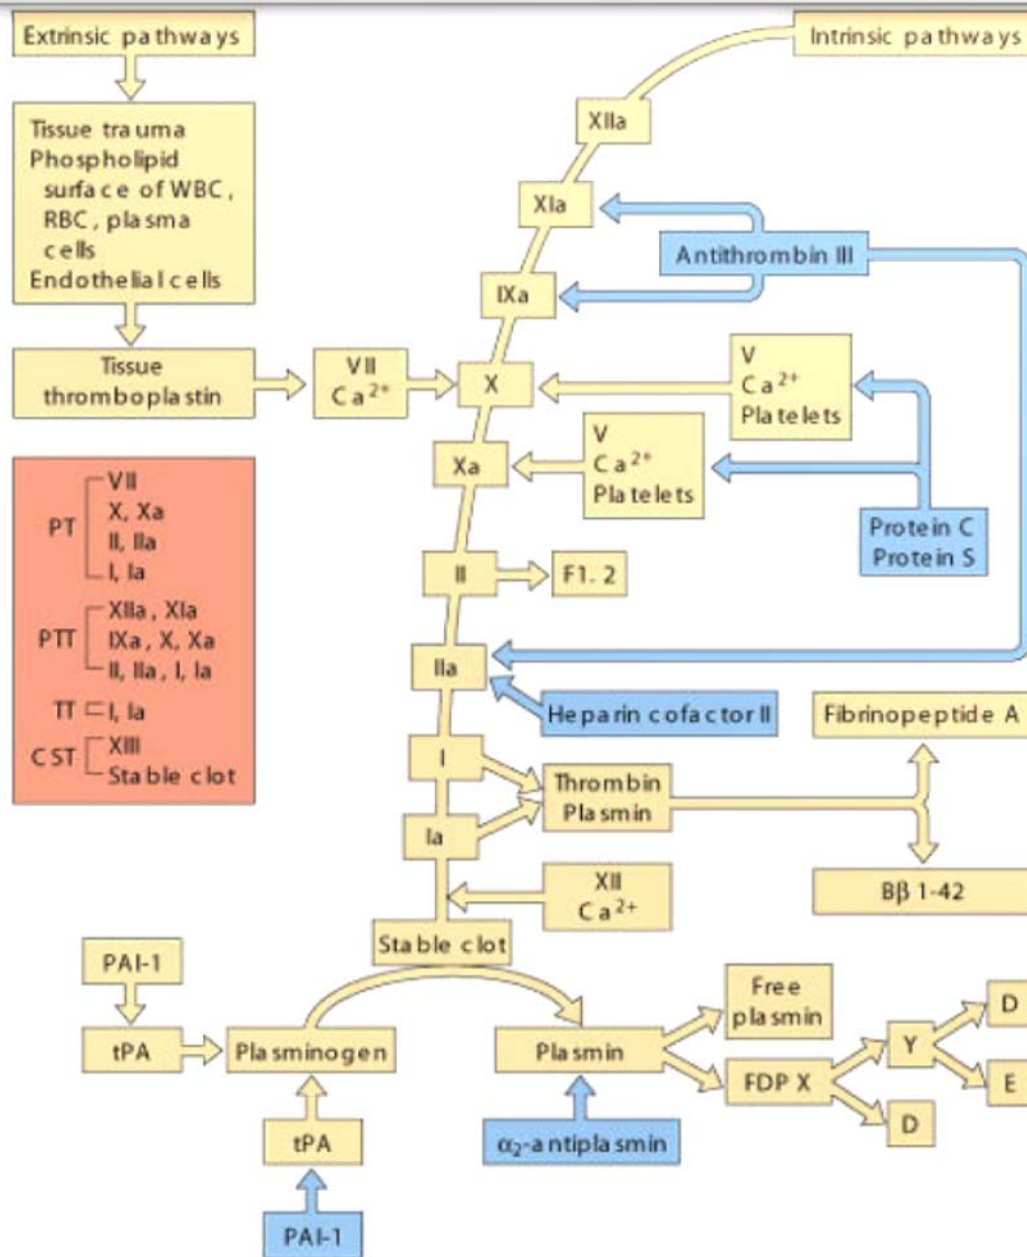 Extrinsic pathways
Intrinsic pathways
Tissue trauma
Phospholipid
surface of WBC,
RBC, plasma
cells
Endothelial cells
XIIa
XIa
Antithrombin III
IXa
Tissue
thromboplastin
VII
Ca²⁺
X
V
Ca²⁺
Platelets
Xa
V
Ca²⁺
Platelets
Protein C
Protein S
PT
VII
X, Xa
II, IIa
I, Ia
PTT
XIIa, XIa
IXa, X, Xa
II, IIa, I, Ia
TT
I, Ia
CST
XIII
Stable clot
II
F1. 2
IIa
Heparin cofactor II
Fibrinopeptide A
I
Thrombin
Plasmin
Ia
Bβ 1-42
XII
Ca²⁺
Stable clot
PAI-1
tPA
Plasminogen
Plasmin
Free
plasmin
FDP X
Y
D
E
D
tPA
α₂-antiplasmin
PAI-1